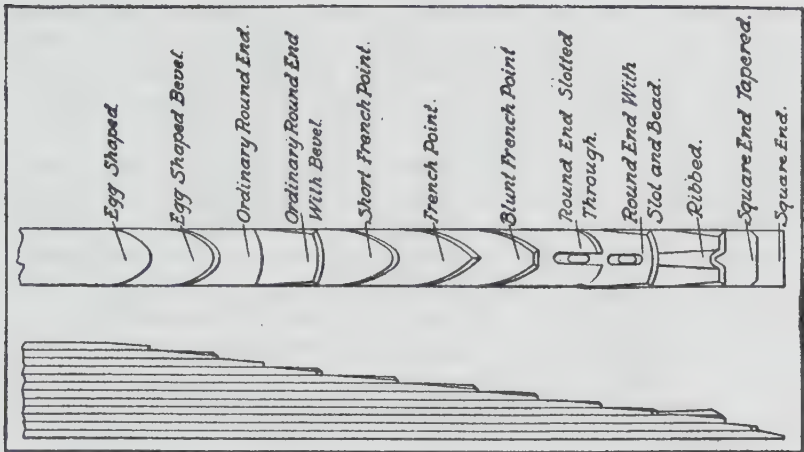 Egg Shaped
Egg Shaped Bevel.
Ordinary Round End.
Ordinary Round End
With Bevel.
Short French Point.
French Point.
Blunt French Point
Round End Slotted
Through.
Round End With
Slot and Bead.
Ribbed.
Square End Tapered.
Square End.